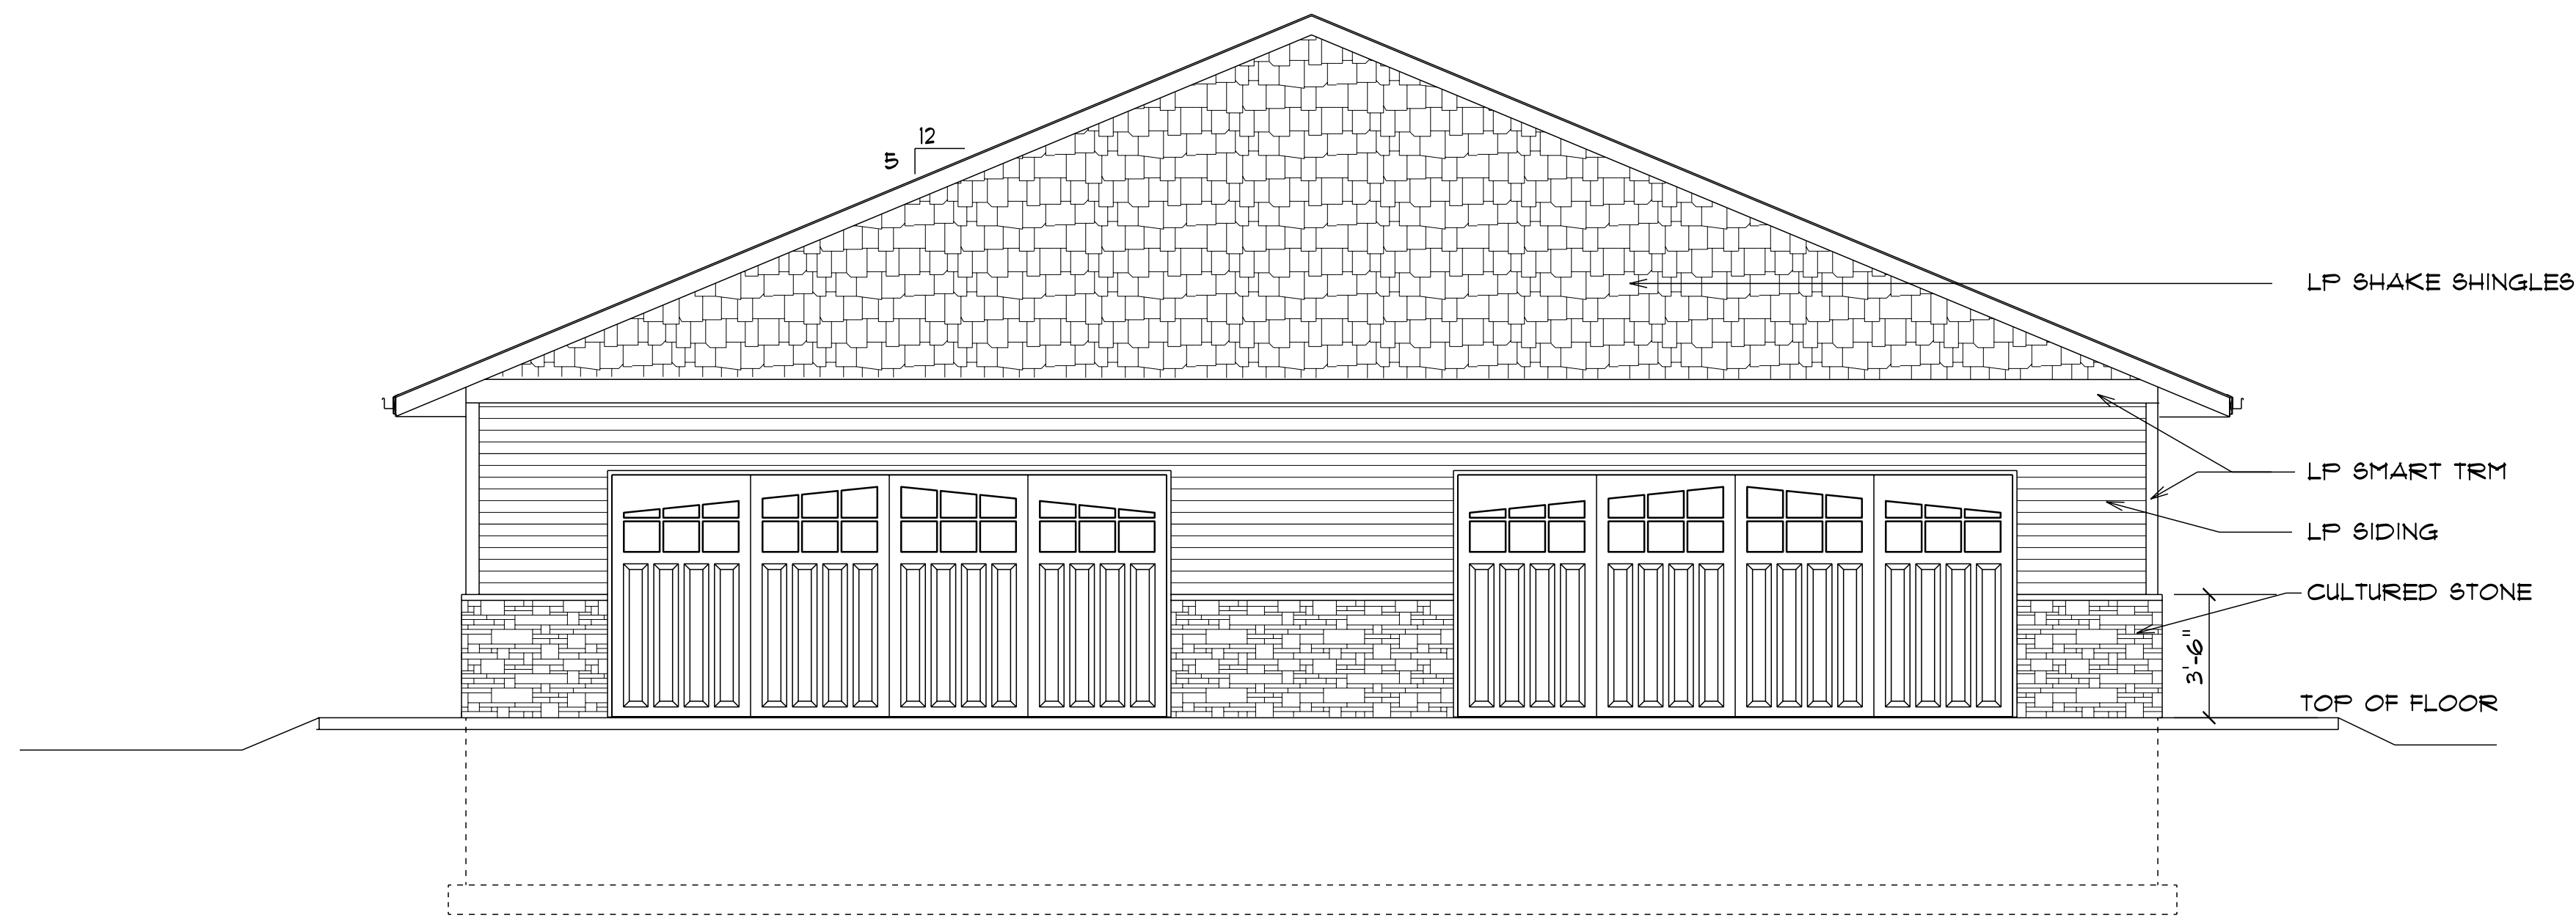 12
5
LP SHAKE SHINGLES
LP SMART TRM
LP SIDING
CULTURED STONE
3'-6"
TOP OF FLOOR